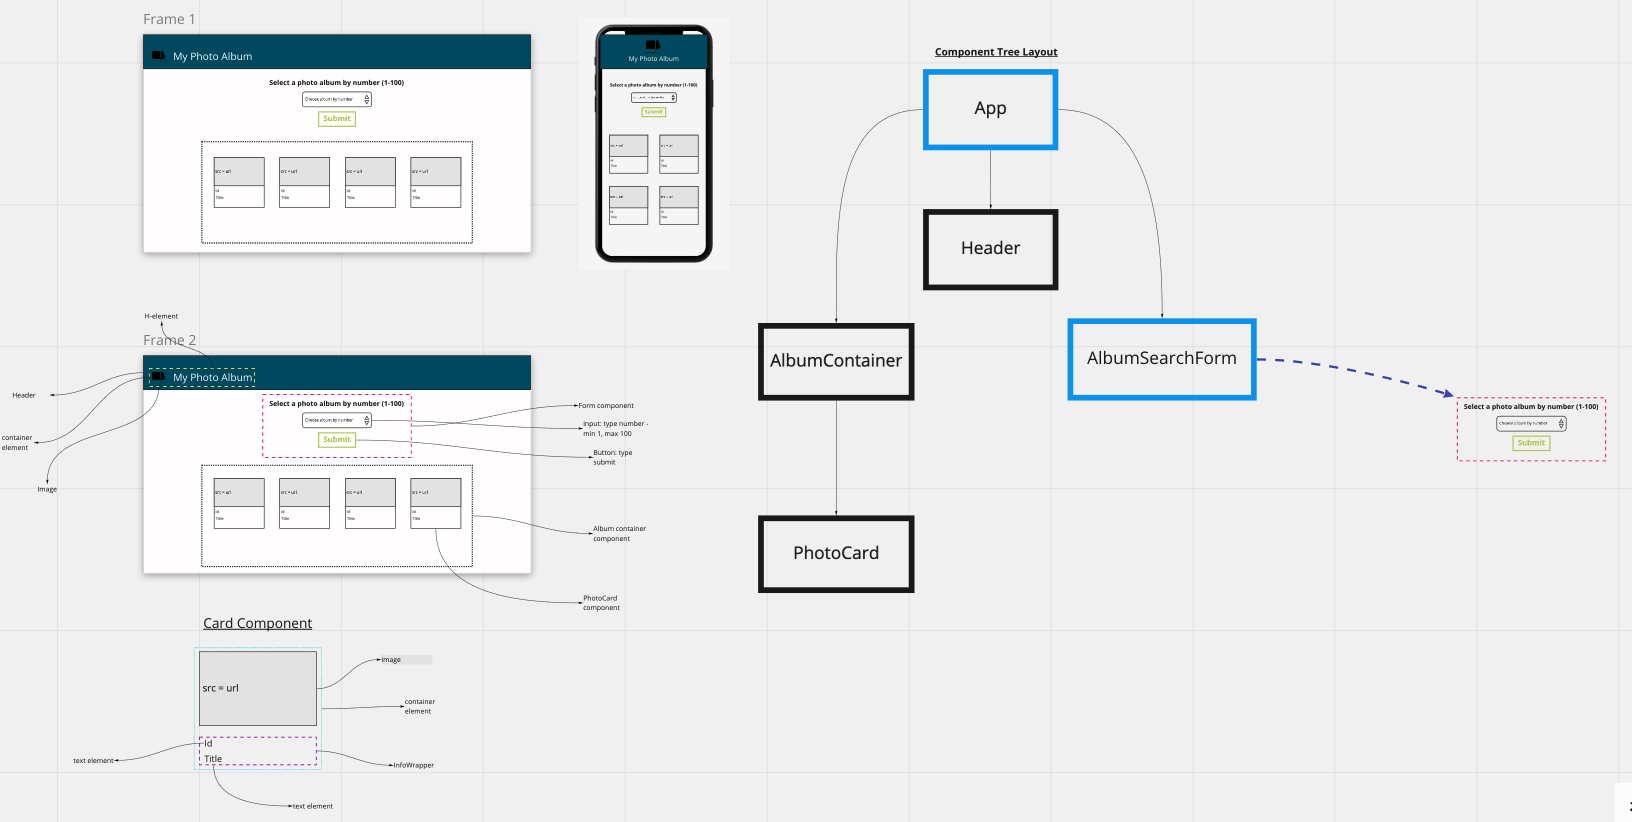 Frame 1
My Photo Album
Select a photo album by number (1-100)
Choose album by number
Submit
src = url
Id
Title
src = url
Id
Title
src = url
Id
Title
src = url
Id
Title
My Photo Album
Select a photo album by number (1-100)
Submit
src = url
Id
Title
src = url
Id
Title
src = url
Id
Title
src = url
Id
Title
Component Tree Layout
App
Header
AlbumContainer
AlbumSearchForm
PhotoCard
Select a photo album by number (1-100)
Choose album by number
Submit
H-element
Frame 2
My Photo Album
Header
container
element
Image
Select a photo album by number (1-100)
Choose album by number
Submit
Form component
input: type number -
min 1, max 100
Button: type
submit
src = url
Id
Title
src = url
Id
Title
src = url
Id
Title
src = url
Id
Title
Album container
component
PhotoCard
component
Card Component
src = url
image
container
element
Id
Title
text element
InfoWrapper
text element